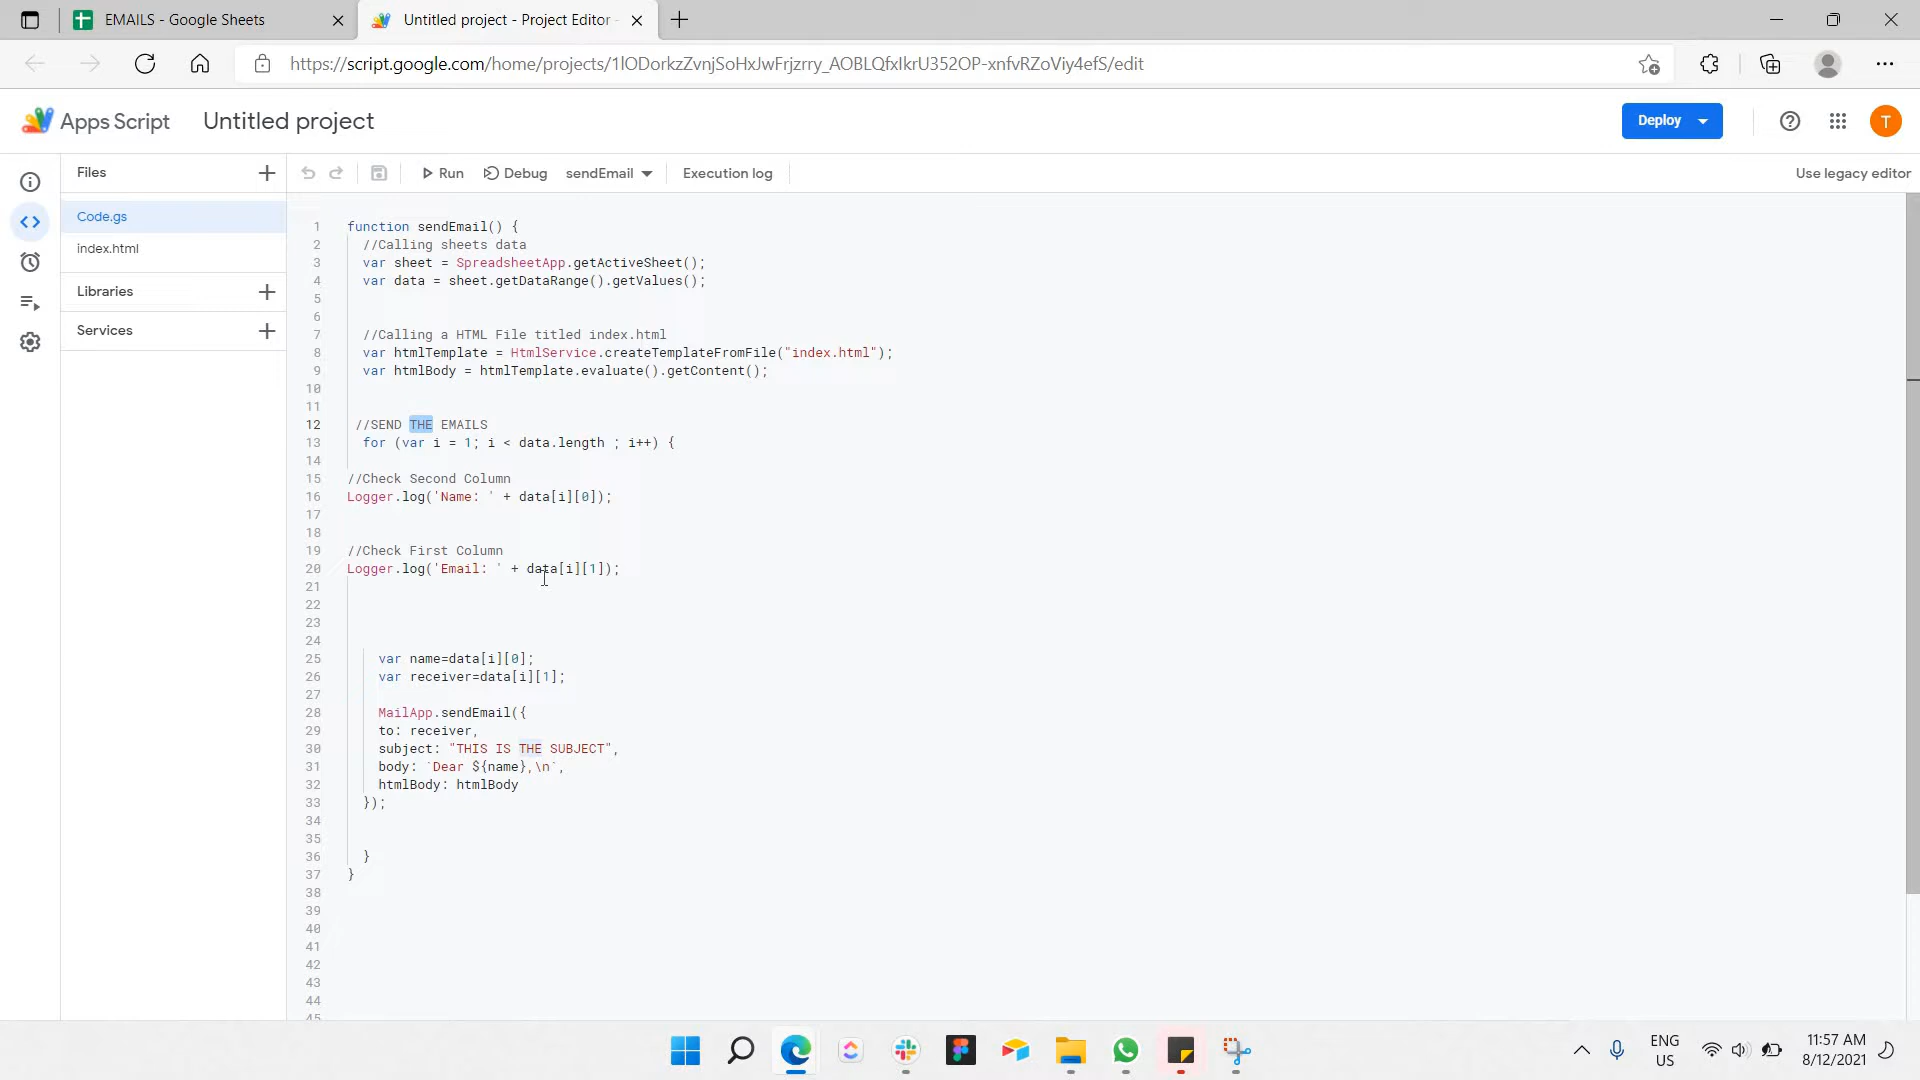 EMAILS - Google Sheets
Untitled project - Project Editor -
https://script.google.com/home/projects/1lODorkzZvnjSoHxJwFrjzrry_AOBLQfxIkrU352OP-xnfvRZoViy4efS/edit
Apps Script
Untitled project
Deploy
T
Files
Run
Debug
sendEmail
Execution log
Use legacy editor
Code.gs
index.html
Libraries
Services
1 function sendEmail() {
2 //Calling sheets data
3 var sheet = SpreadsheetApp.getActiveSheet();
4 var data = sheet.getDataRange().getValues();
5
6
7 //Calling a HTML File titled index.html
8 var htmlTemplate = HtmlService.createTemplateFromFile("index.html");
9 var htmlBody = htmlTemplate.evaluate().getContent();
10
11
12 //SEND THE EMAILS
13 for (var i = 1; i < data.length ; i++) {
14
15 //Check Second Column
16 Logger.log('Name: ' + data[i][0]);
17
18
19 //Check First Column
20 Logger.log('Email: ' + data[i][1]);
21
22
23
24
25 var name=data[i][0];
26 var receiver=data[i][1];
27
28 MailApp.sendEmail({
29 to: receiver,
30 subject: "THIS IS THE SUBJECT",
31 body: `Dear ${name},\n`,
32 htmlBody: htmlBody
33 });
34
35
36 }
37 }
38
39
40
41
42
43
44
45
ENG
US
11:57 AM
8/12/2021